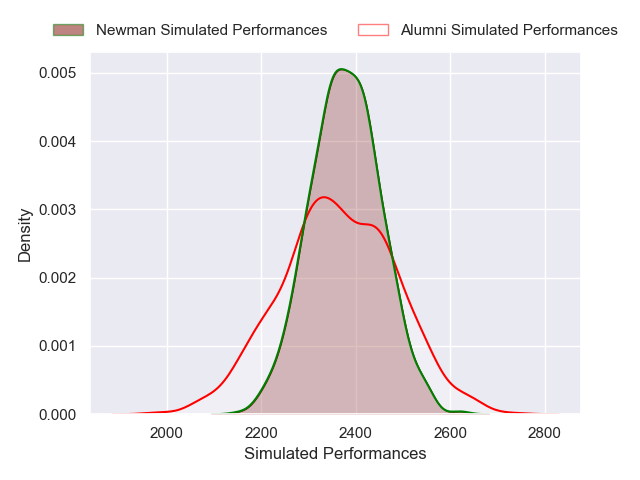 Newman Simulated Performances
Alumni Simulated Performances
0.005
0.004
0.003
0.002
0.001
0.000
Density
2000 2200 2400 2600 2800
Simulated Performances